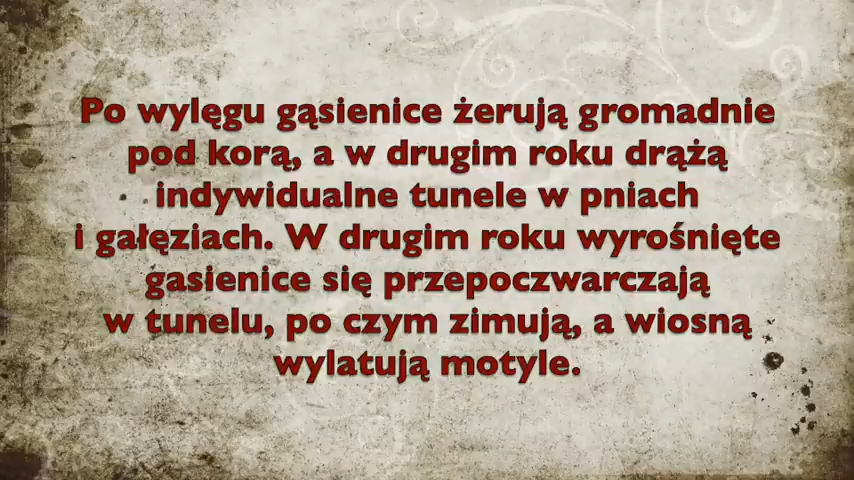 Po wylęgu gąsienice żerują gromadnie
pod korą, a w drugim roku drążą
indywidualne tunele w pniach
i gałęziach. W drugim roku wyrośnięte
gasienice się przepoczwarczają
w tunelu, po czym zimują, a wiosną
wylatują motyle.